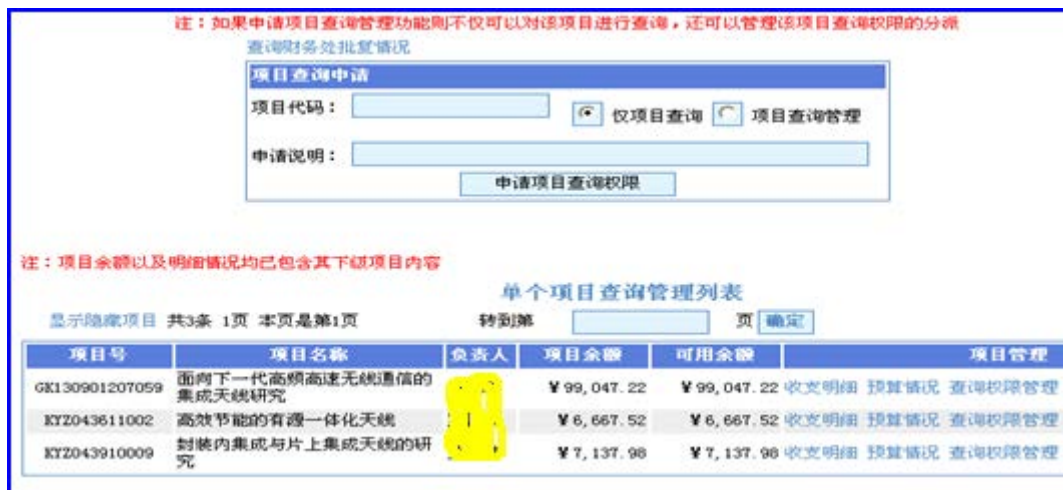 注：如果申请项目查询管理功能则不仅可以对该项目进行查询，还可以管理该项目查询权限的分派
查询财务处批复情况
项目查询申请
项目代码： 仅项目查询 项目查询管理
申请说明：
申请项目查询权限
注：项目余额以及明细情况均已包含其下级项目内容
单个项目查询管理列表
显示隐藏项目 共3条 1页 本页是第1页 转到第 页 确定
项目号 项目名称 负责人 项目余额 可用余额 项目管理
GK130901207059 面向下一代高频高速无线通信的集成天线研究 ￥99,047.22 ￥99,047.22 收支明细 预算情况 查询权限管理
KYZ043611002 高效节能的有源一体化天线 ￥6,667.52 ￥6,667.52 收支明细 预算情况 查询权限管理
KYZ043910009 封装内集成与片上集成天线的研究 ￥7,137.98 ￥7,137.98 收支明细 预算情况 查询权限管理